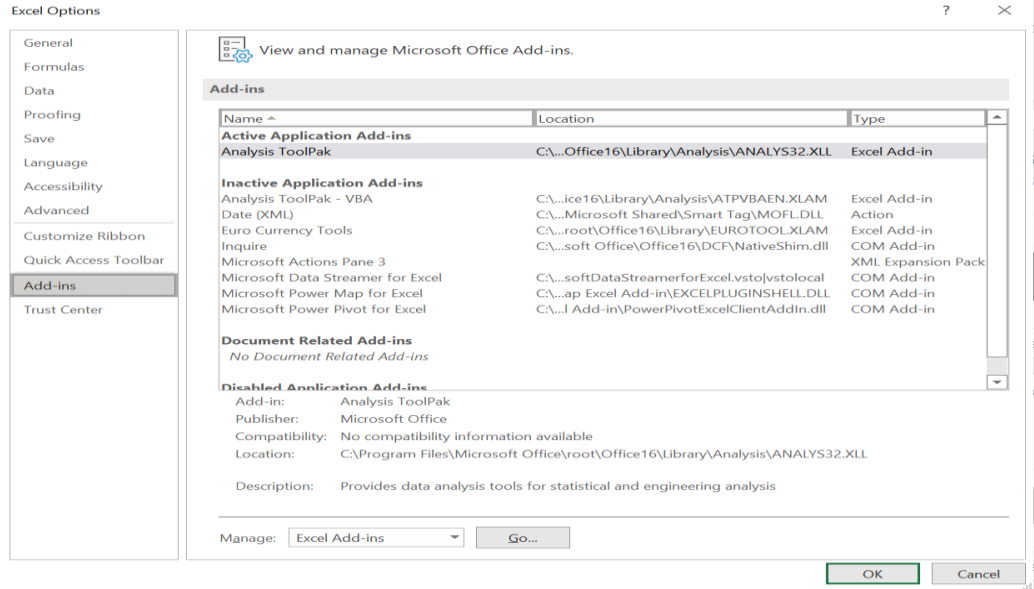 Excel Options ?
General
Formulas
Data
Proofing
Save
Language
Accessibility
Advanced
Customize Ribbon
Quick Access Toolbar
Add-ins
Trust Center
View and manage Microsoft Office Add-ins.
Add-ins
Name Location Type
Active Application Add-ins
Analysis ToolPak C:\...Office16\Library\Analysis\ANALYS32.XLL Excel Add-in
Inactive Application Add-ins
Analysis ToolPak - VBA C:\...ice16\Library\Analysis\ATPVBAEN.XLAM Excel Add-in
Date (XML) C:\...Microsoft Shared\Smart Tag\MOFL.DLL Action
Euro Currency Tools C:\...root\Office16\Library\EUROTOOL.XLAM Excel Add-in
Inquire C:\...soft Office\Office16\DCF\NativeShim.dll COM Add-in
Microsoft Actions Pane 3 XML Expansion Pack
Microsoft Data Streamer for Excel C:\...softDataStreamerforExcel.vsto|vstolocal COM Add-in
Microsoft Power Map for Excel C:\...ap Excel Add-in\EXCELPLUGINSHELL.DLL COM Add-in
Microsoft Power Pivot for Excel C:\...l Add-in\PowerPivotExcelClientAddIn.dll COM Add-in
Document Related Add-ins
No Document Related Add-ins
Disabled Application Add-ins
Add-in: Analysis ToolPak
Publisher: Microsoft Office
Compatibility: No compatibility information available
Location: C:\Program Files\Microsoft Office\root\Office16\Library\Analysis\ANALYS32.XLL
Description: Provides data analysis tools for statistical and engineering analysis
Manage: Excel Add-ins Go...
OK Cancel